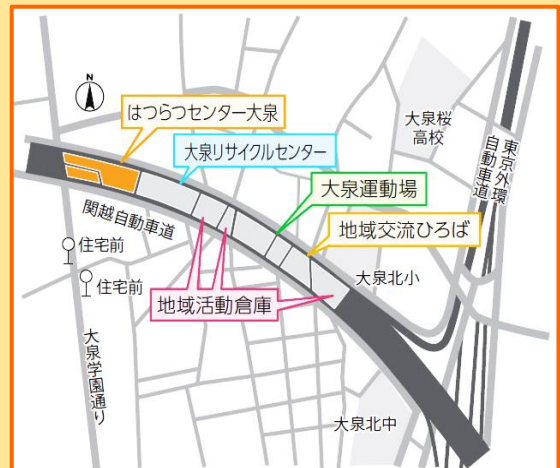 N
はつらつセンター大泉
大泉リサイクルセンター
大泉桜
高校
東京外環
自動車道
大泉運動場
関越自動車道
地域交流ひろば
住宅前
大泉北小
住宅前
地域活動倉庫
大泉学園通り
大泉北中